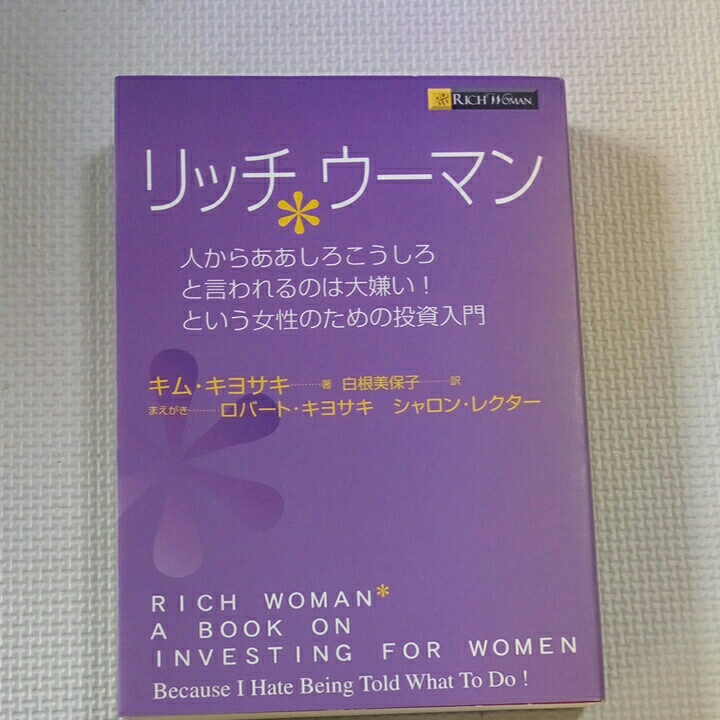 RICH WOMAN
リッチ*ウーマン
人からああしろこうしろ
と言われるのは大嫌い!
という女性のための投資入門
キム・キヨサキ………著 白根美保子………訳
まえがき………ロバート・キヨサキ シャロン・レクター
RICH WOMAN*
A BOOK ON
INVESTING FOR WOMEN
Because I Hate Being Told What To Do !